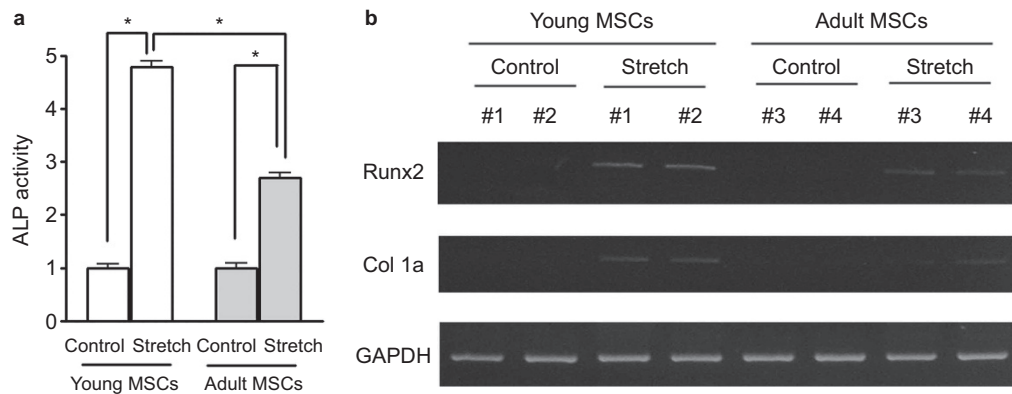 a
* * *
ALP activity
5
4
3
2
1
0
Control Stretch Control Stretch
Young MSCs Adult MSCs
b
Young MSCs Adult MSCs
Control Stretch Control Stretch
#1 #2 #1 #2 #3 #4 #3 #4
Runx2
Col 1a
GAPDH